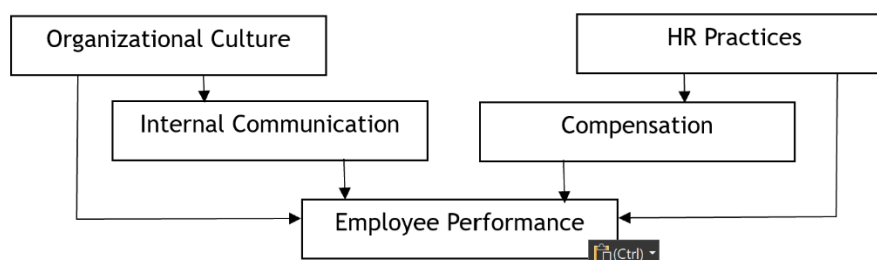 Organizational Culture
HR Practices
Internal Communication
Compensation
Employee Performance
(Ctrl)